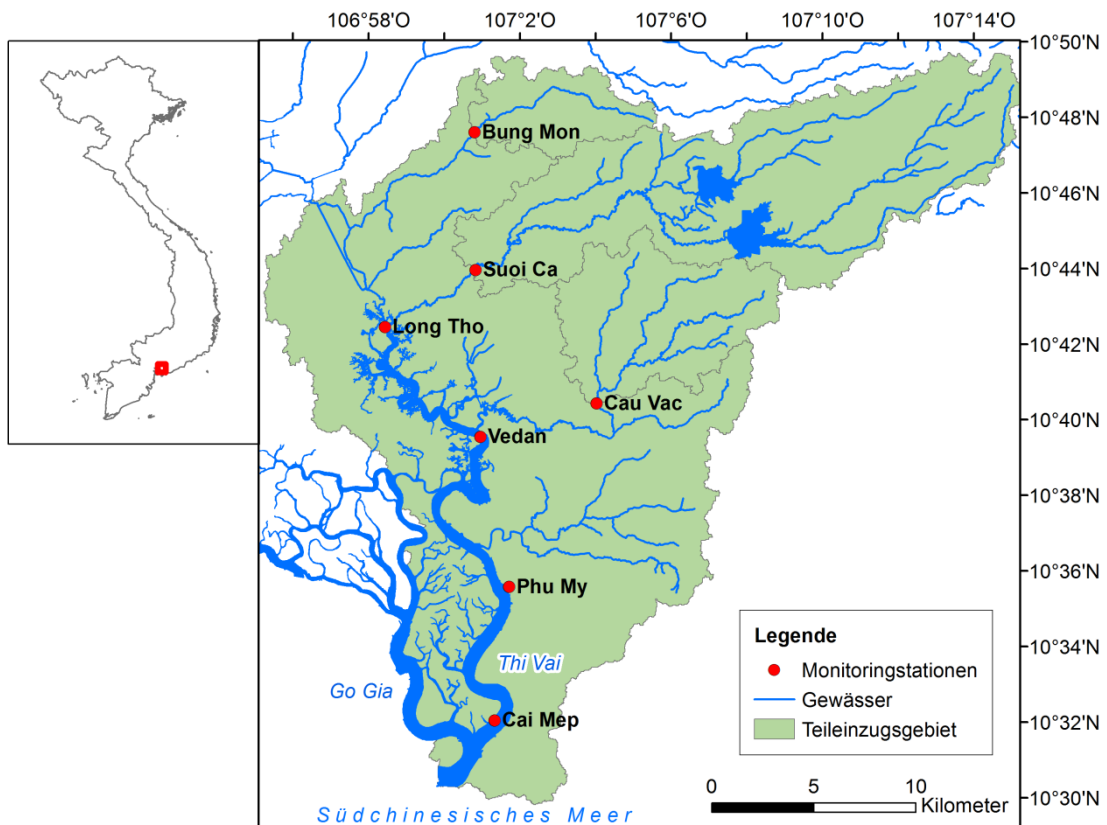 106°58'O 107°2'O 107°6'O 107°10'O 107°14'O
10°50'N
10°48'N
Bung Mon
10°46'N
Suoi Ca
10°44'N
Long Tho
10°42'N
Cau Vac
10°40'N
Vedan
10°38'N
10°36'N
Phu My
Legende
Monitoringstationen
Gewässer
Teileinzugsgebiet
10°34'N
Thi Vai
Go Gia
Cai Mep
10°32'N
0 5 10
Kilometer
10°30'N
Südchinesisches Meer